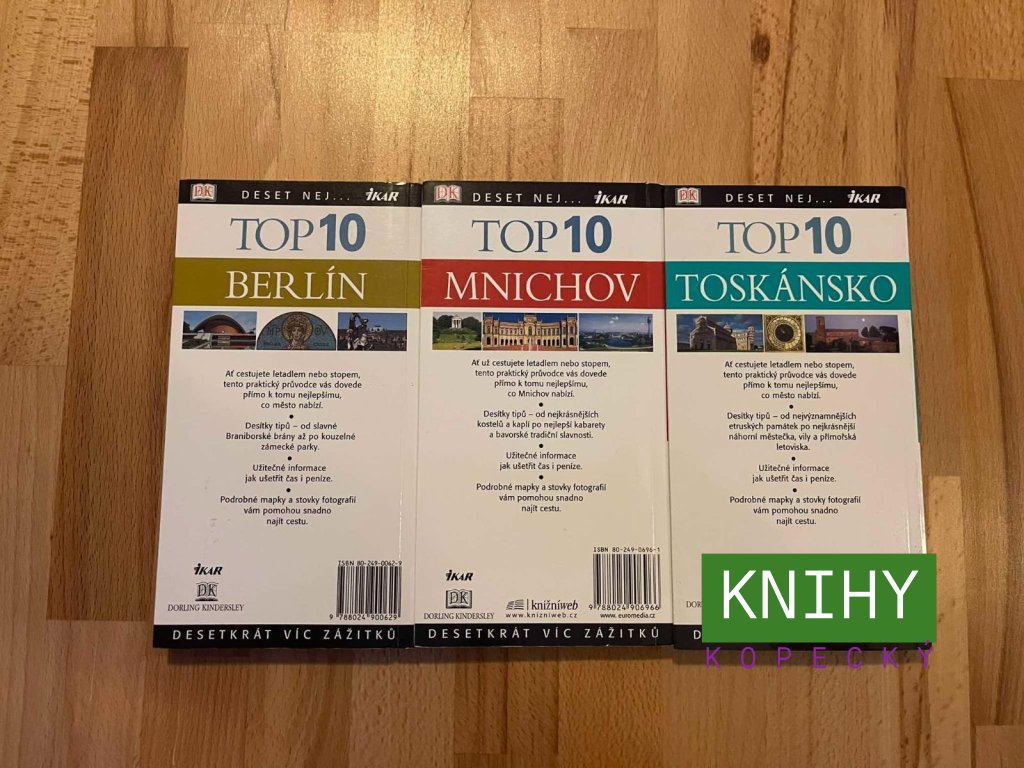 DK DESET NEJ... iKAR
TOP 10
BERLÍN
Ať cestujete letadlem nebo stopem,
tento praktický průvodce vás dovede
přímo k tomu nejlepšímu,
co město nabízí.
•
Desítky tipů – od slavné
Braniborské brány až po kouzelné
zámecké parky.
•
Užitečné informace
jak ušetřit čas i peníze.
•
Podrobné mapky a stovky fotografií
vám pomohou snadno
najít cestu.
ISBN 80-249-0062-9
iKAR
DK
DORLING KINDERSLEY
9 788024 900629
DESETKRÁT VÍC ZÁŽITKŮ
DK DESET NEJ... iKAR
TOP 10
MNICHOV
Ať už cestujete letadlem nebo stopem,
tento praktický průvodce vás dovede
přímo k tomu nejlepšímu,
co Mnichov nabízí.
•
Desítky tipů – od nejkrásnějších
kostelů a kaplí po nejlepší kabarety
a bavorské tradiční slavnosti.
•
Užitečné informace
jak ušetřit čas i peníze.
•
Podrobné mapky a stovky fotografií
vám pomohou snadno
najít cestu.
ISBN 80-249-0696-1
iKAR
DK
DORLING KINDERSLEY
knižníweb
www.knizniweb.cz
9 788024 906966
www.euromedia.cz
DESETKRÁT VÍC ZÁŽITKŮ
DK DESET NEJ... iKAR
TOP 10
TOSKÁNSKO
Ať cestujete letadlem nebo stopem,
tento praktický průvodce vás dovede
přímo k tomu nejlepšímu,
co město nabízí.
•
Desítky tipů – od nejvýznamnějších
etruských památek po nejkrásnější
náhorní městečka, vily a přímořská
letoviska.
•
Užitečné informace
jak ušetřit čas i peníze.
•
Podrobné mapky a stovky fotografií
vám pomohou snadno
najít cestu.
KNIHY
KOPECKÝ